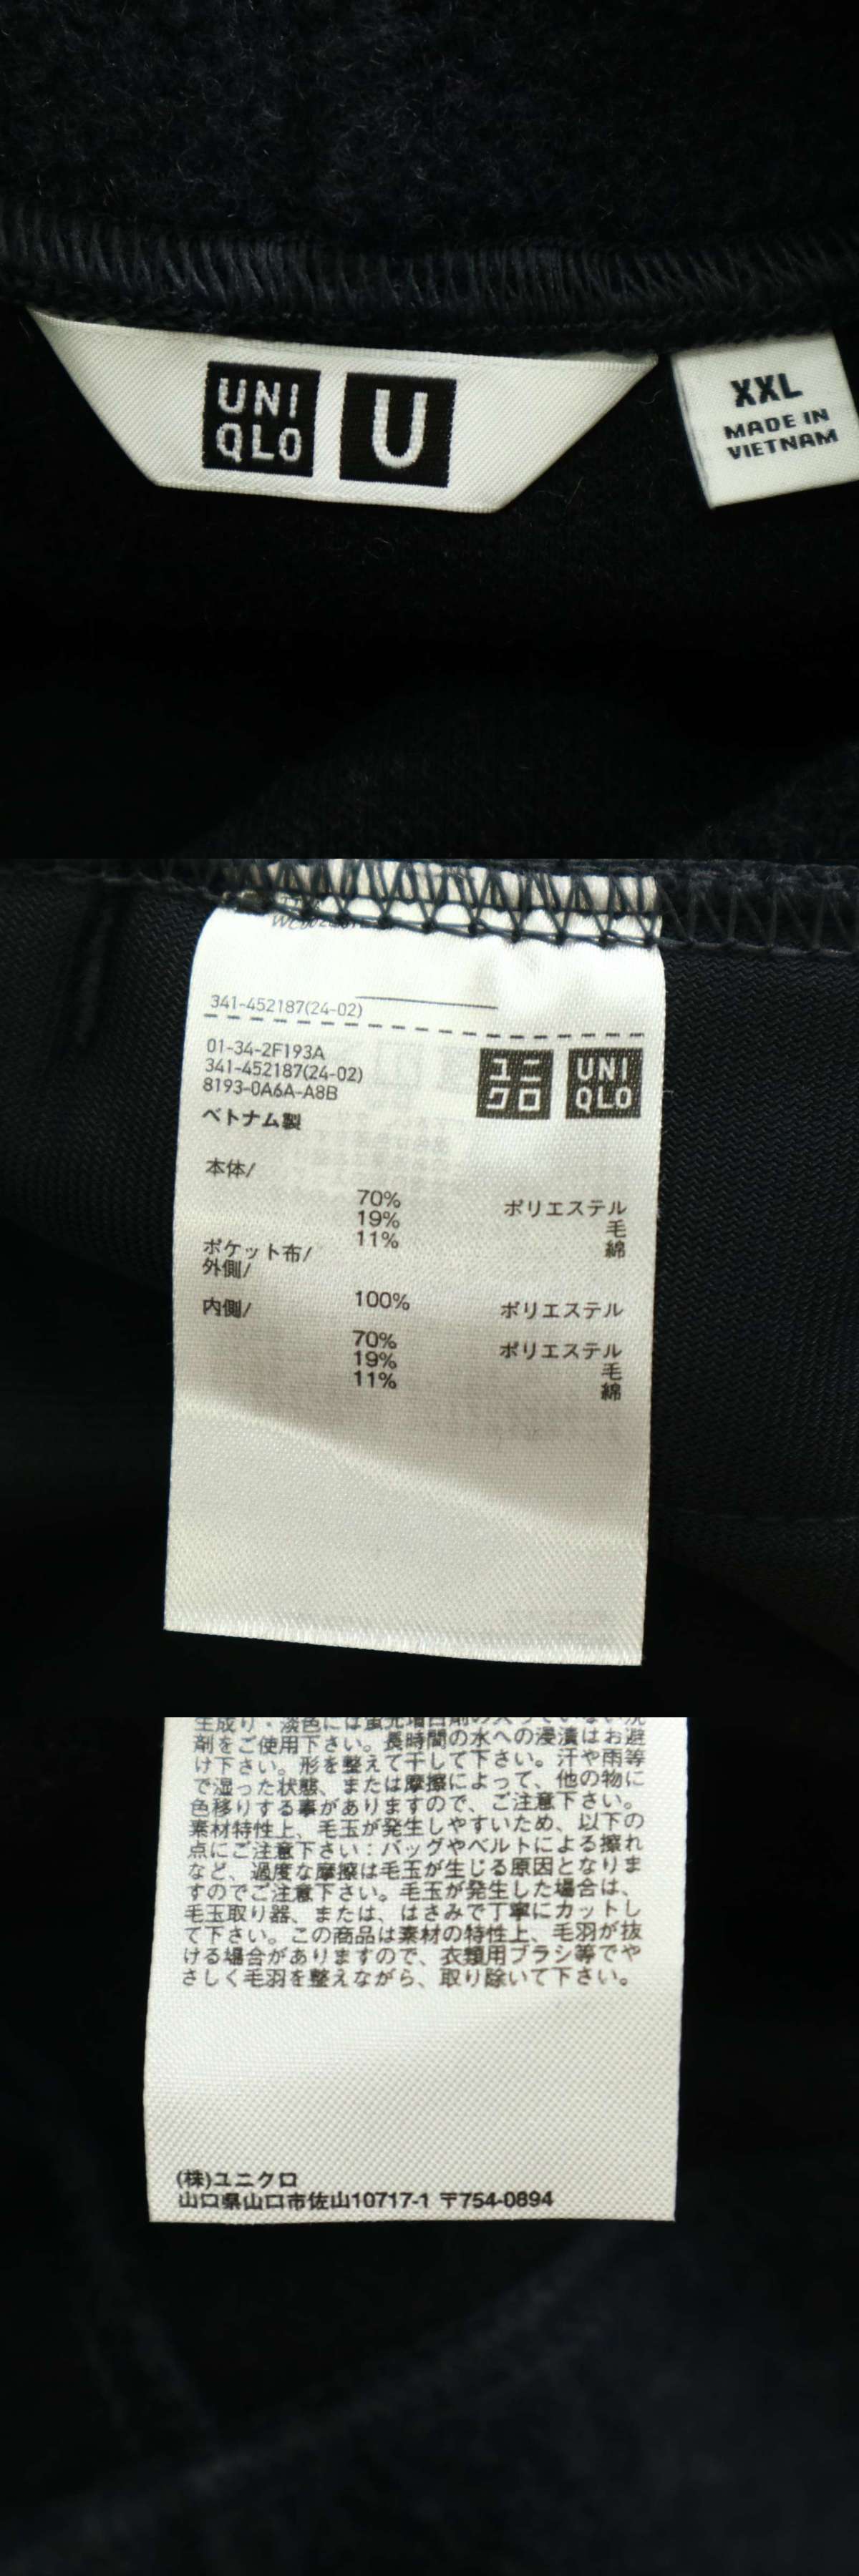 UNI
QLO
U
XXL
MADE IN
VIETNAM
341-452187(24-02)
01-34-2F193A
341-452187(24-02)
8193-0A6A-A8B
ベトナム製
ユニ
クロ
UNI
QLO
本体/
70% ポリエステル
19% 毛
11% 綿
ポケット布/
外側/
100% ポリエステル
内側/
70% ポリエステル
19% 毛
11% 綿
剤をご使用下さい。長時間の水への浸漬はお避
け下さい。形を整えて干して下さい。汗や雨等
で湿った状態、または摩擦によって、他の物に
色移りする事がありますので、ご注意下さい。
素材特性上、毛玉が発生しやすいため、以下の
点にご注意下さい：バッグやベルトによる擦れ
など、過度な摩擦は毛玉が生じる原因となりま
すのでご注意下さい。毛玉が発生した場合は、
毛玉取り器、または、はさみで丁寧にカットし
て下さい。この商品は素材の特性上、毛羽が抜
ける場合がありますので、衣類用ブラシ等でや
さしく毛羽を整えながら、取り除いて下さい。
(株)ユニクロ
山口県山口市佐山10717-1 〒754-0894